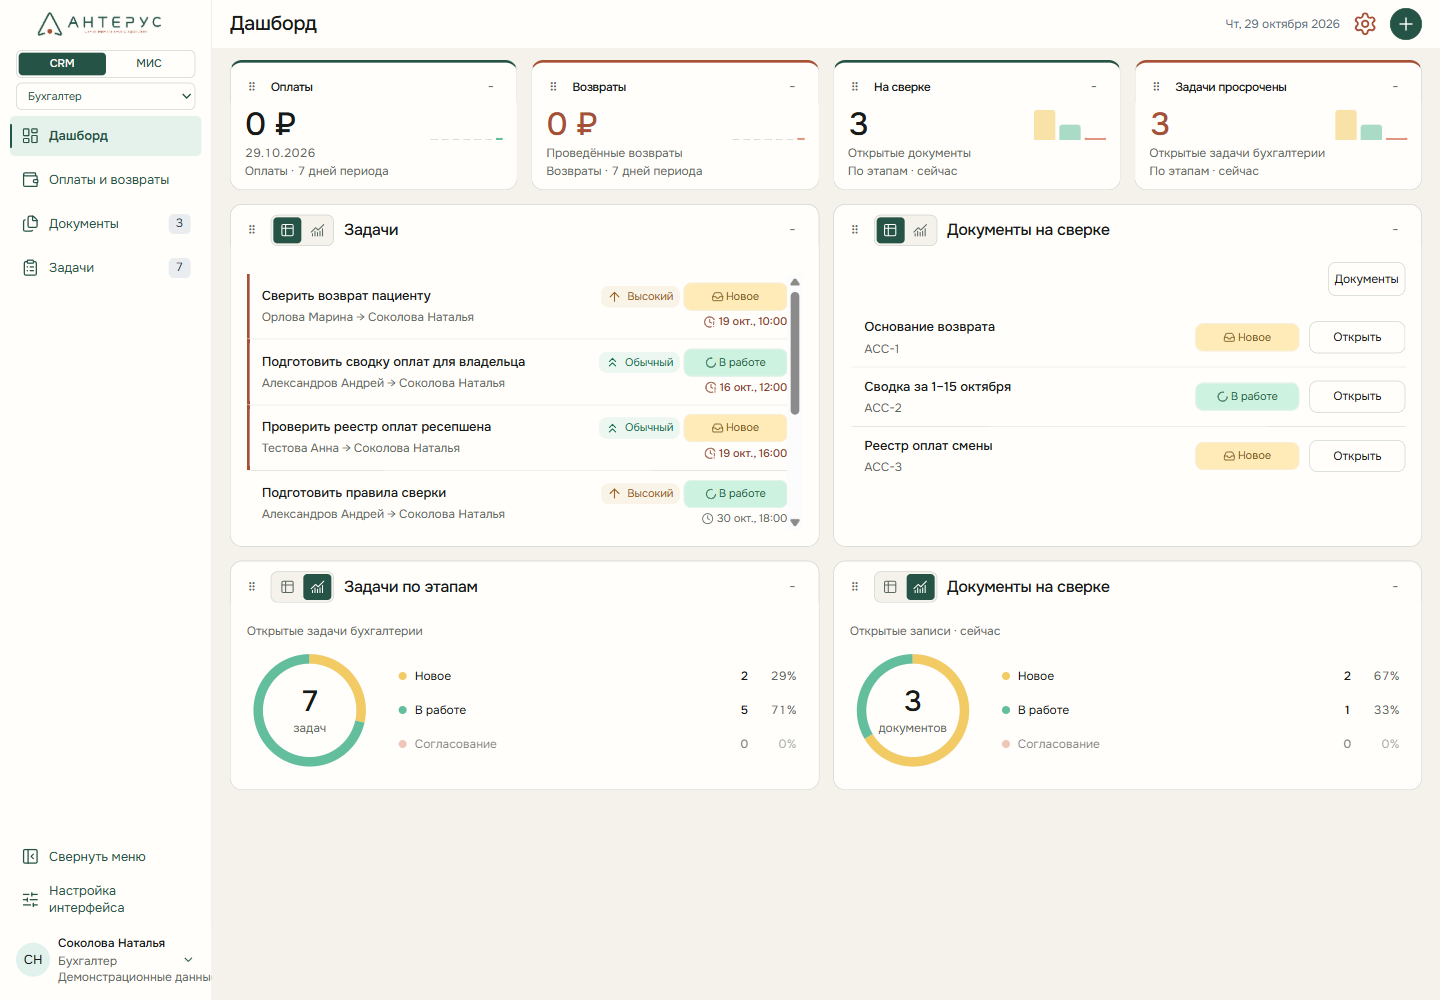 АНТЕРУС
CRM
МИС
Бухгалтер
Дашборд
Оплаты и возвраты
Документы 3
Задачи 7
Свернуть меню
Настройка
интерфейса
СН
Соколова Наталья
Бухгалтер
Демонстрационные данны
Дашборд
Чт, 29 октября 2026
Оплаты -
0 ₽
29.10.2026
Оплаты · 7 дней периода
Возвраты -
0 ₽
Проведённые возвраты
Возвраты · 7 дней периода
На сверке -
3
Открытые документы
По этапам · сейчас
Задачи просрочены -
3
Открытые задачи бухгалтерии
По этапам · сейчас
Задачи -
Сверить возврат пациенту Высокий Новое
Орлова Марина → Соколова Наталья 19 окт., 10:00
Подготовить сводку оплат для владельца Обычный В работе
Александров Андрей → Соколова Наталья 16 окт., 12:00
Проверить реестр оплат ресепшена Обычный Новое
Тестова Анна → Соколова Наталья 19 окт., 16:00
Подготовить правила сверки Высокий В работе
Александров Андрей → Соколова Наталья 30 окт., 18:00
Документы на сверке -
Документы
Основание возврата
ACC-1
Новое Открыть
Сводка за 1–15 октября
ACC-2
В работе Открыть
Реестр оплат смены
ACC-3
Новое Открыть
Задачи по этапам -
Открытые задачи бухгалтерии
7
задач
Новое 2 29%
В работе 5 71%
Согласование 0 0%
Документы на сверке -
Открытые записи · сейчас
3
документов
Новое 2 67%
В работе 1 33%
Согласование 0 0%